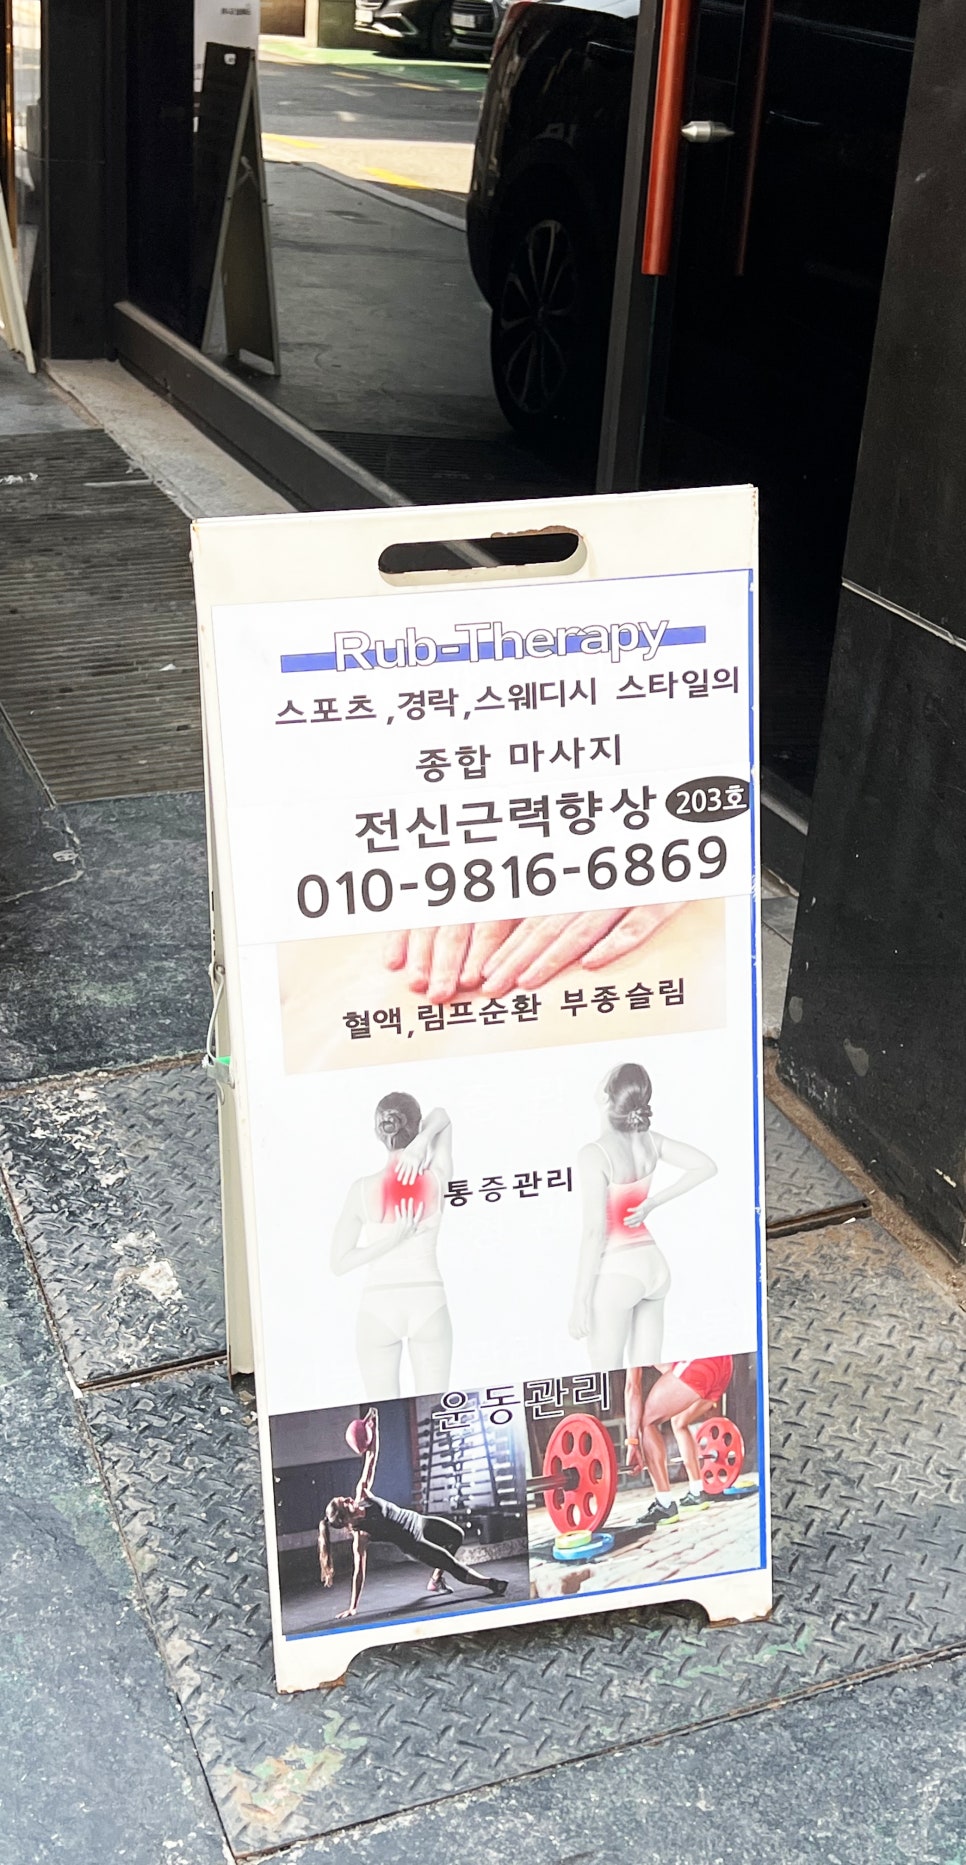 Rub-Therapy
스포츠 ,경락,스웨디시 스타일의
종합 마사지
전신근력향상 203호
010-9816-6869
혈액,림프순환 부종슬림
통증관리
운동관리